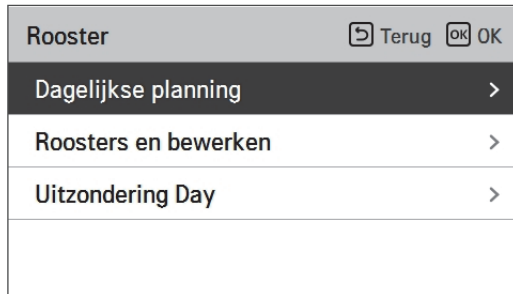 Rooster Terug OK OK
Dagelijkse planning >
Roosters en bewerken >
Uitzondering Day >